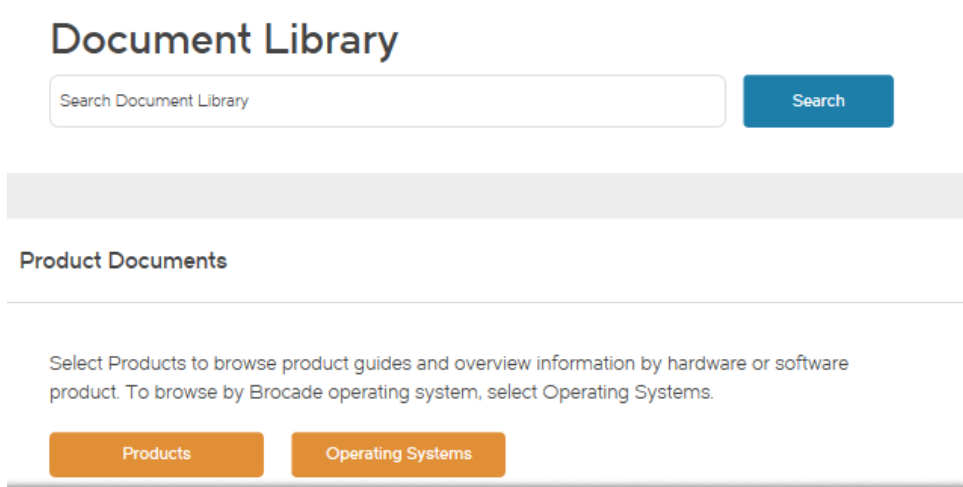 Document Library
Search Document Library
Search
Product Documents
Select Products to browse product guides and overview information by hardware or software
product. To browse by Brocade operating system, select Operating Systems.
Products
Operating Systems